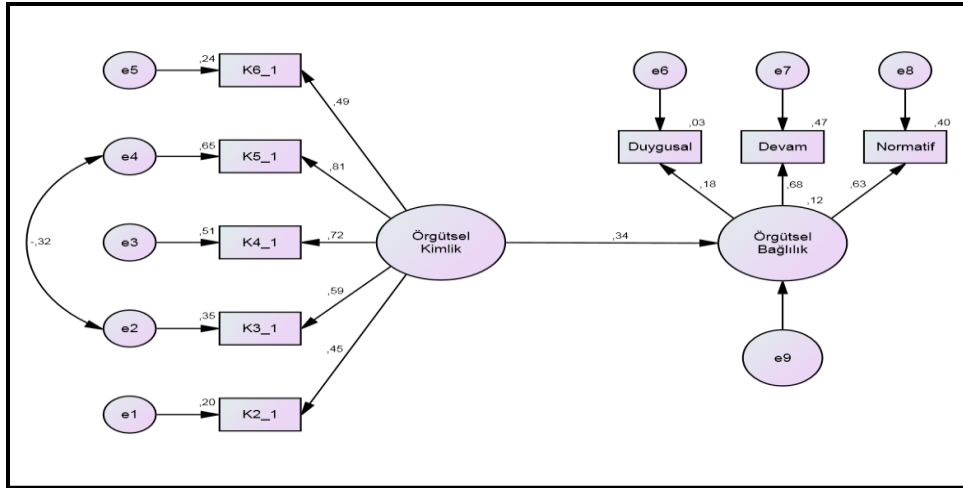 e5
,24
K6_1
,49
e4
,65
K5_1
,81
-,32
e3
,51
K4_1
,72
e2
,35
K3_1
,59
e1
,20
K2_1
,45
Örgütsel
Kimlik
,34
e6
e7
e8
,03
Duygusal
,47
Devam
,40
Normatif
,18
,68
,63
,12
Örgütsel
Bağlılık
e9